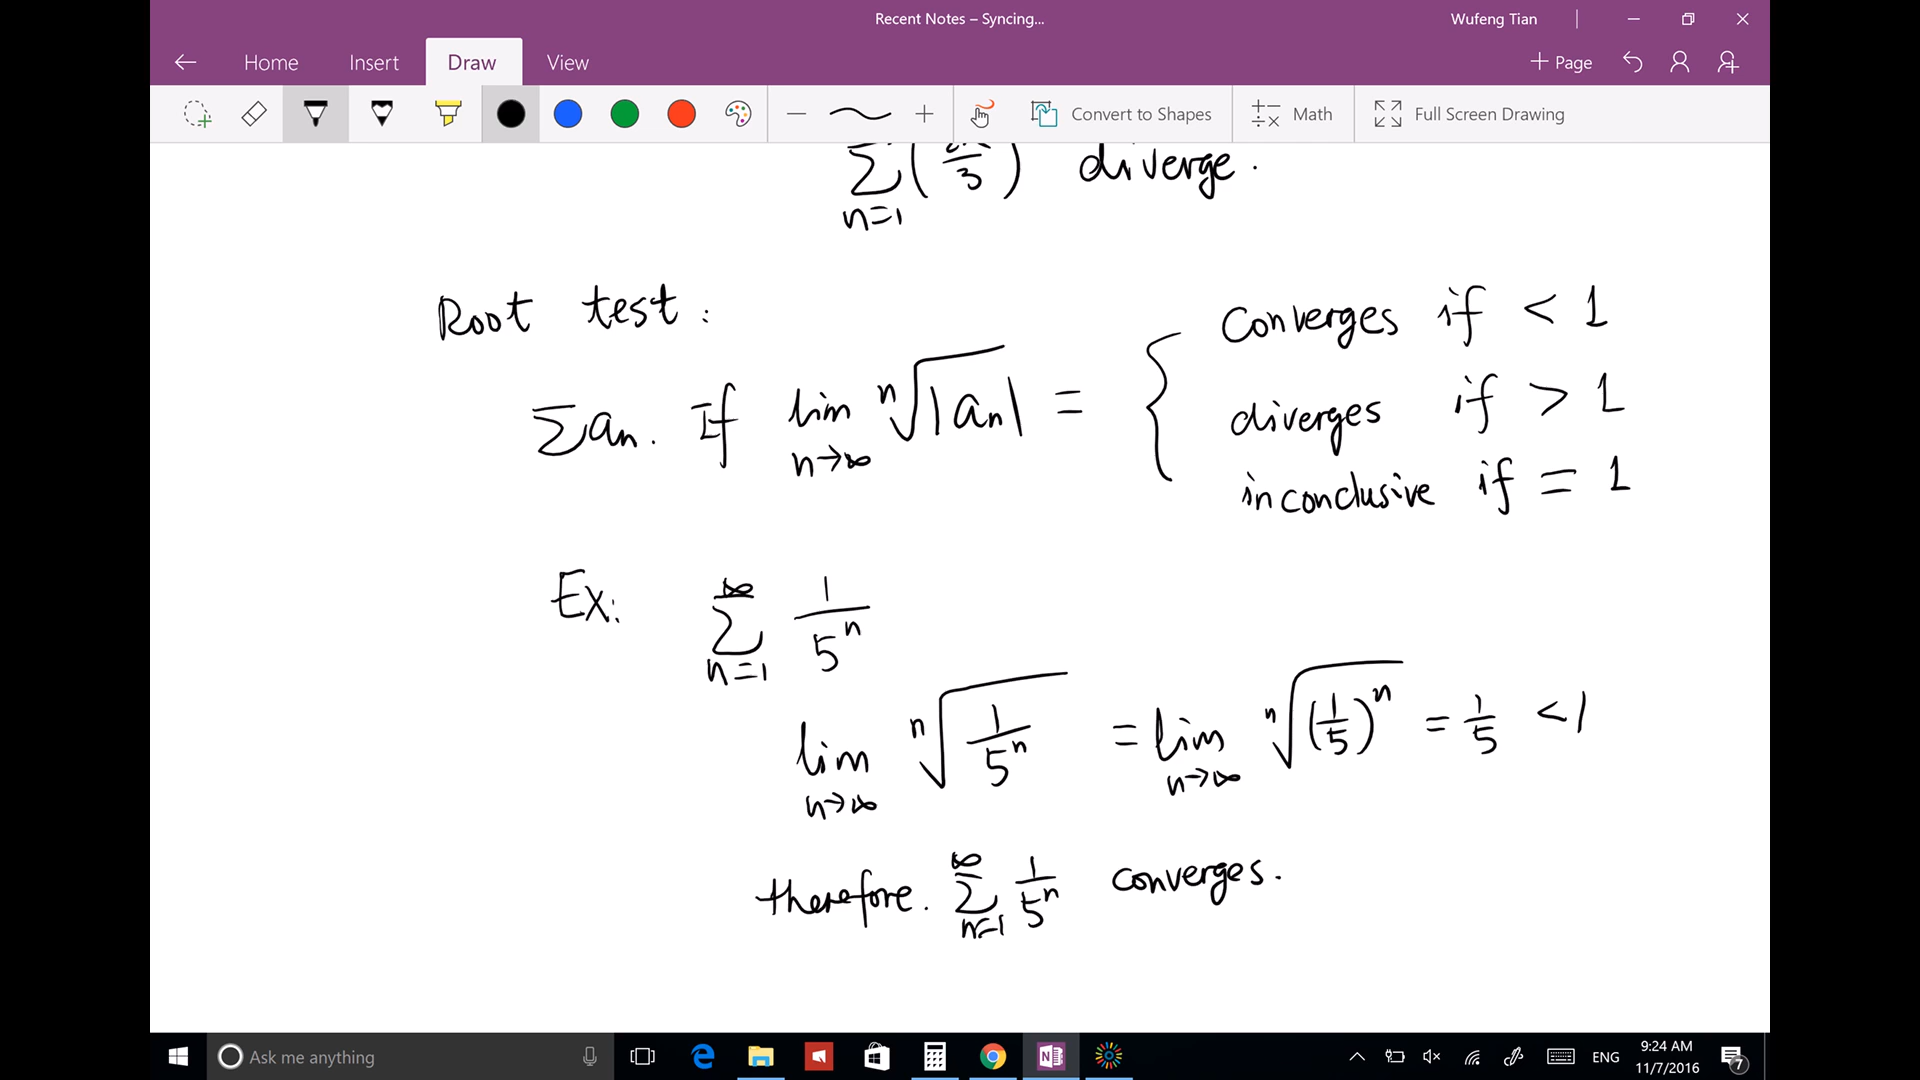 Recent Notes – Syncing...
Wufeng Tian
Home Insert Draw View
Page
Convert to Shapes Math Full Screen Drawing
∑ n=1 ( /3) diverge.
Root test:
∑aₙ. If lim n→∞ ⁿ√|aₙ| = { converges if < 1
diverges if > 1
inconclusive if = 1
Ex: ∑ n=1 ∞ 1/5ⁿ
lim n→∞ ⁿ√(1/5ⁿ) = lim n→∞ ⁿ√(1/5)ⁿ = 1/5 < 1
therefore. ∑ n=1 ∞ 1/5ⁿ converges.
Ask me anything
ENG
9:24 AM
11/7/2016
7